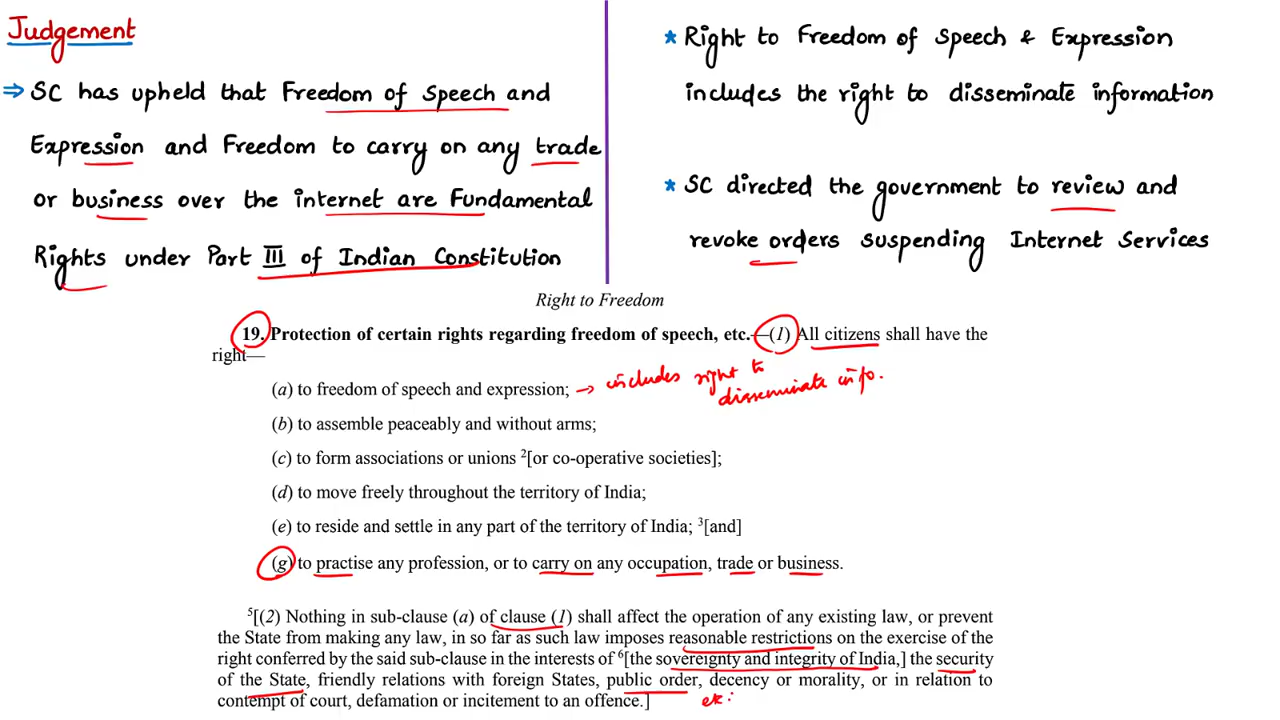 Judgement
⇒ SC has upheld that Freedom of Speech and
Expression and Freedom to carry on any trade
or business over the internet are Fundamental
Rights under Part III of Indian Constitution
* Right to Freedom of Speech & Expression
includes the right to disseminate information
* SC directed the government to review and
revoke orders suspending Internet Services
Right to Freedom
19. Protection of certain rights regarding freedom of speech, etc.—(1) All citizens shall have the
right—
(a) to freedom of speech and expression; → includes right to
disseminate info.
(b) to assemble peaceably and without arms;
(c) to form associations or unions 2[or co-operative societies];
(d) to move freely throughout the territory of India;
(e) to reside and settle in any part of the territory of India; 3[and]
(g) to practise any profession, or to carry on any occupation, trade or business.
5[(2) Nothing in sub-clause (a) of clause (1) shall affect the operation of any existing law, or prevent
the State from making any law, in so far as such law imposes reasonable restrictions on the exercise of the
right conferred by the said sub-clause in the interests of 6[the sovereignty and integrity of India,] the security
of the State, friendly relations with foreign States, public order, decency or morality, or in relation to
contempt of court, defamation or incitement to an offence.]
ex: